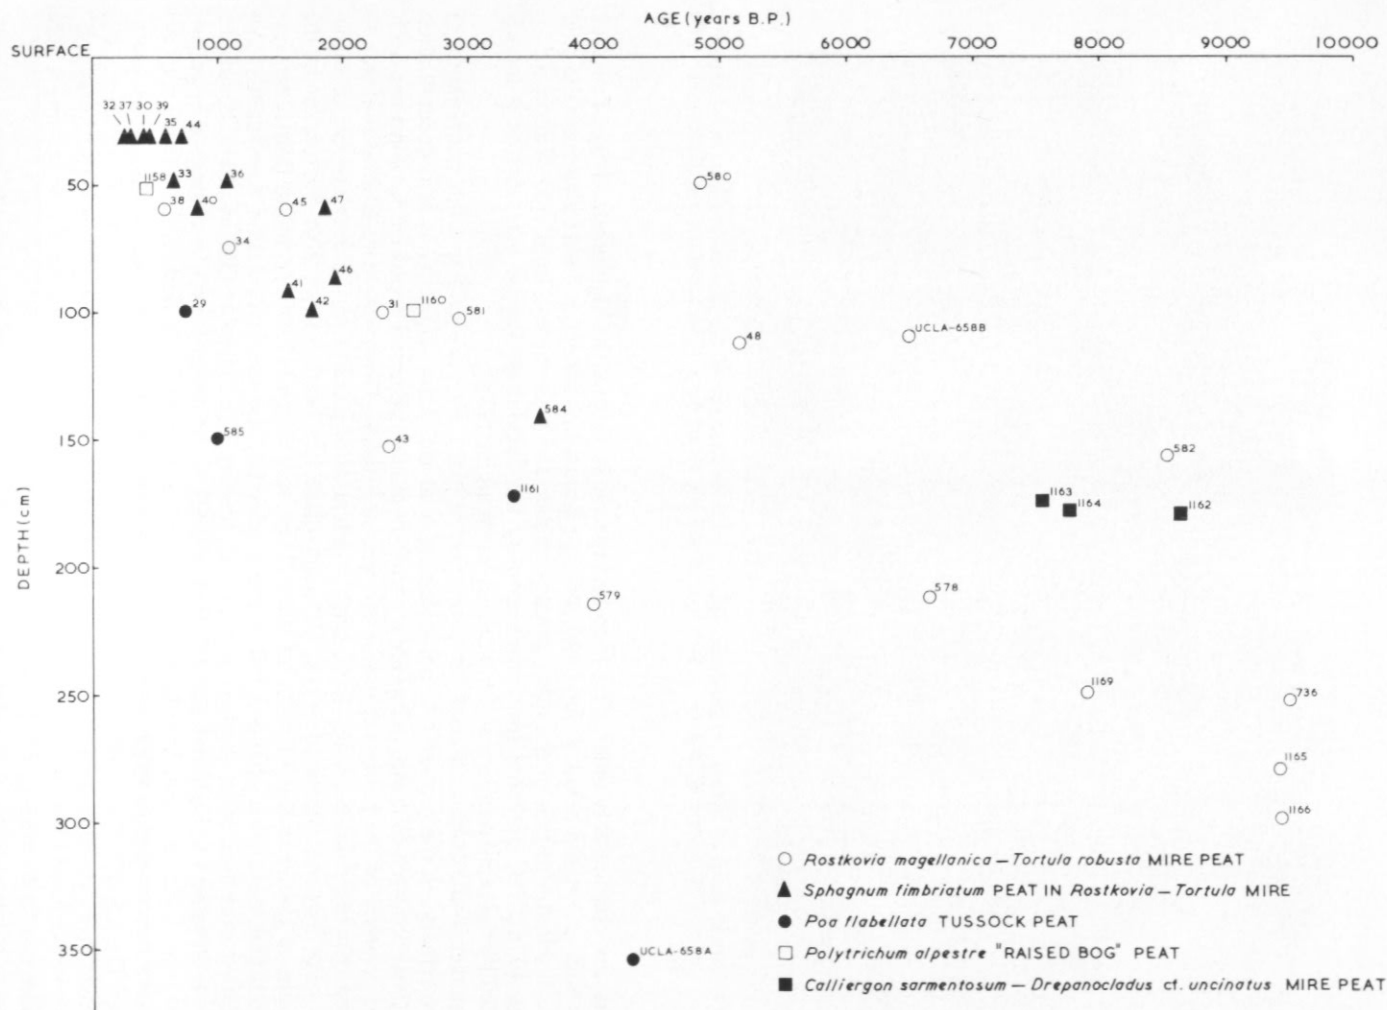 AGE (years B.P.)
SURFACE 1000 2000 3000 4000 5000 6000 7000 8000 9000 10000
32 37 30 39
35 44
1158 33 36 580
50
38 40 45 47
34
46
41
29 42 31 1160 581
100
48 UCLA-658B
584
585 43 582
150
1161 1163 1164 1162
DEPTH (cm)
200
579 578
1169 736
250
1165
1166
300
Rostkovia magellanica — Tortula robusta MIRE PEAT
Sphagnum fimbriatum PEAT IN Rostkovia — Tortula MIRE
Poa flabellata TUSSOCK PEAT
350
UCLA-658A
Polytrichum alpestre "RAISED BOG" PEAT
Calliergon sarmentosum — Drepanocladus cf. uncinatus MIRE PEAT